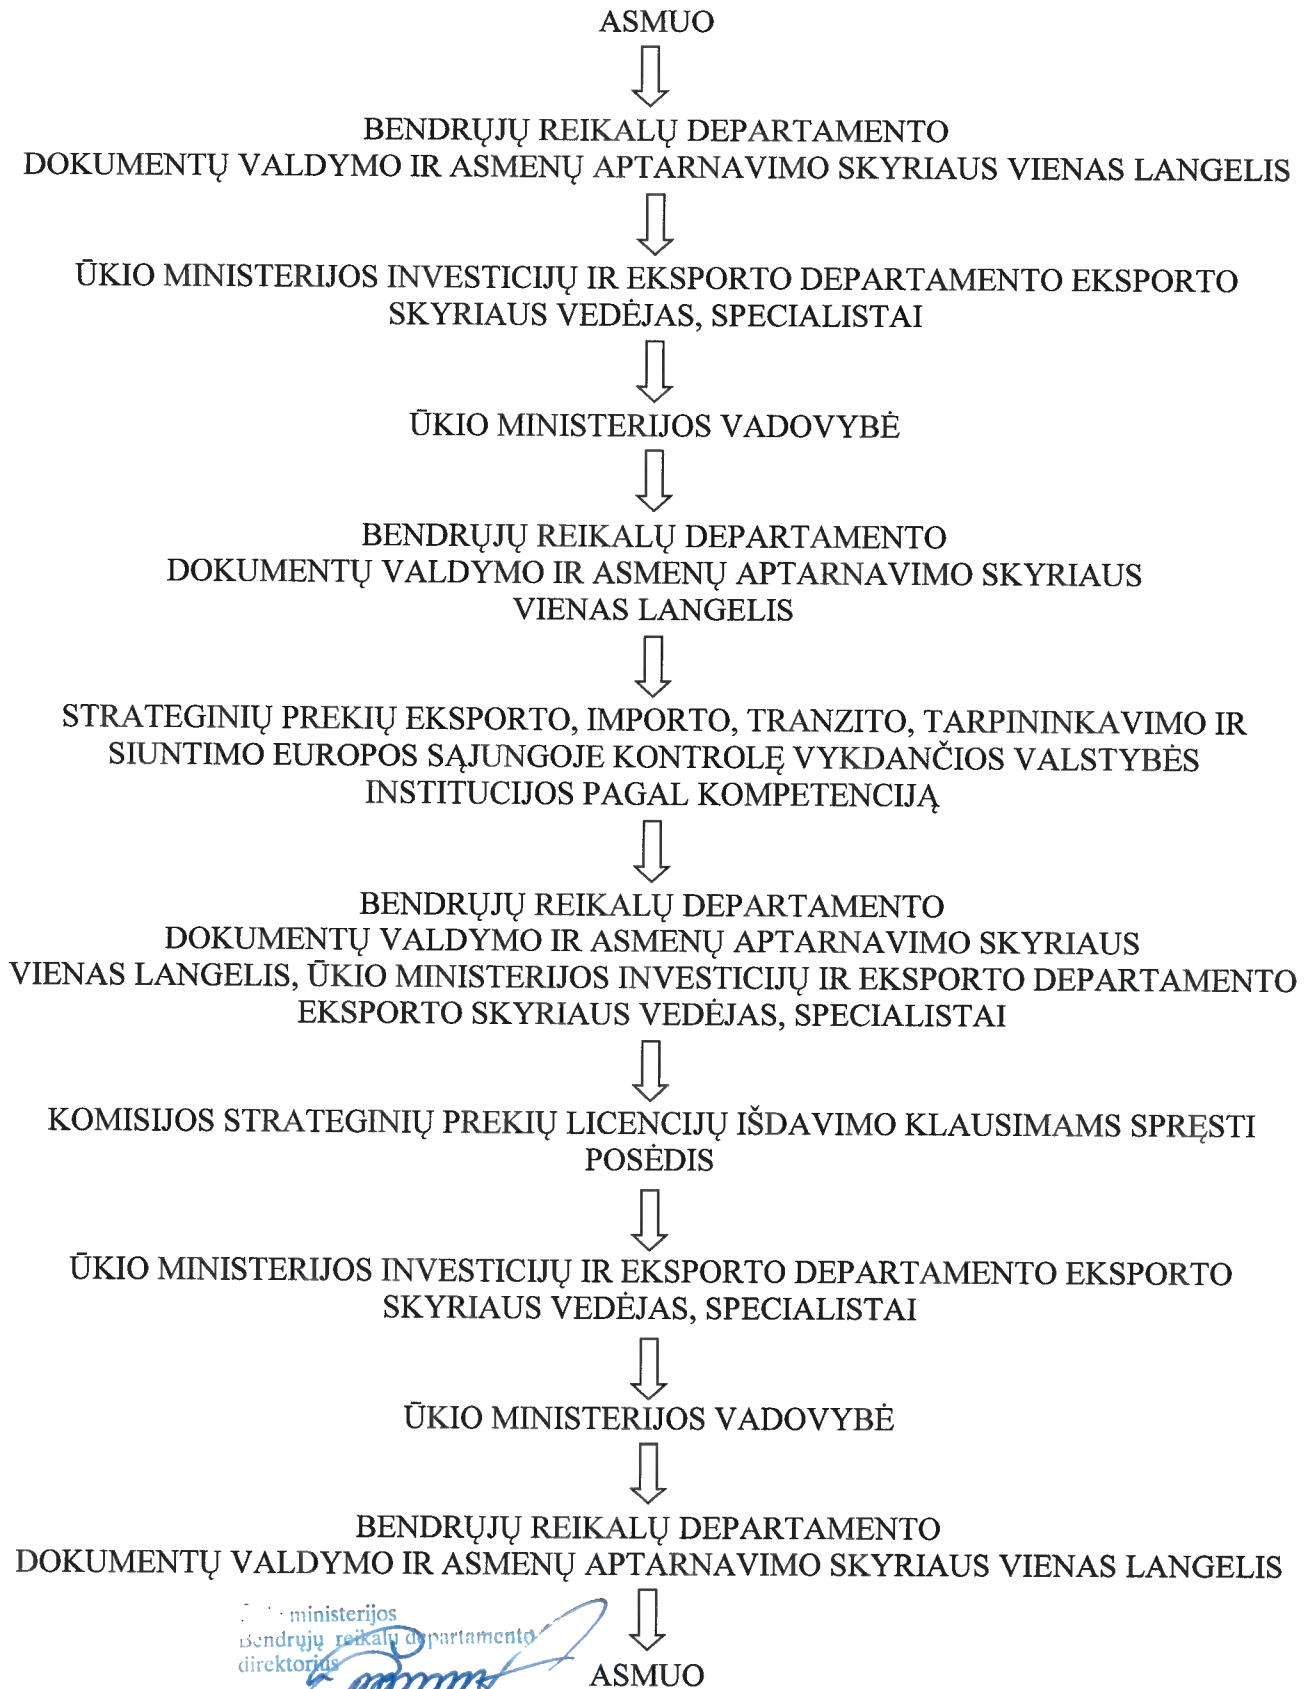 ASMUO
BENDRŲJŲ REIKALŲ DEPARTAMENTO
DOKUMENTŲ VALDYMO IR ASMENŲ APTARNAVIMO SKYRIAUS VIENAS LANGELIS
ŪKIO MINISTERIJOS INVESTICIJŲ IR EKSPORTO DEPARTAMENTO EKSPORTO
SKYRIAUS VEDĖJAS, SPECIALISTAI
ŪKIO MINISTERIJOS VADOVYBĖ
BENDRŲJŲ REIKALŲ DEPARTAMENTO
DOKUMENTŲ VALDYMO IR ASMENŲ APTARNAVIMO SKYRIAUS
VIENAS LANGELIS
STRATEGINIŲ PREKIŲ EKSPORTO, IMPORTO, TRANZITO, TARPININKAVIMO IR
SIUNTIMO EUROPOS SĄJUNGOJE KONTROLĘ VYKDANČIOS VALSTYBĖS
INSTITUCIJOS PAGAL KOMPETENCIJĄ
BENDRŲJŲ REIKALŲ DEPARTAMENTO
DOKUMENTŲ VALDYMO IR ASMENŲ APTARNAVIMO SKYRIAUS
VIENAS LANGELIS, ŪKIO MINISTERIJOS INVESTICIJŲ IR EKSPORTO DEPARTAMENTO
EKSPORTO SKYRIAUS VEDĖJAS, SPECIALISTAI
KOMISIJOS STRATEGINIŲ PREKIŲ LICENCIJŲ IŠDAVIMO KLAUSIMAMS SPRĘSTI
POSĖDIS
ŪKIO MINISTERIJOS INVESTICIJŲ IR EKSPORTO DEPARTAMENTO EKSPORTO
SKYRIAUS VEDĖJAS, SPECIALISTAI
ŪKIO MINISTERIJOS VADOVYBĖ
BENDRŲJŲ REIKALŲ DEPARTAMENTO
DOKUMENTŲ VALDYMO IR ASMENŲ APTARNAVIMO SKYRIAUS VIENAS LANGELIS
ministerijos
Bendrųjų reikalų departamento
direktorius
ASMUO